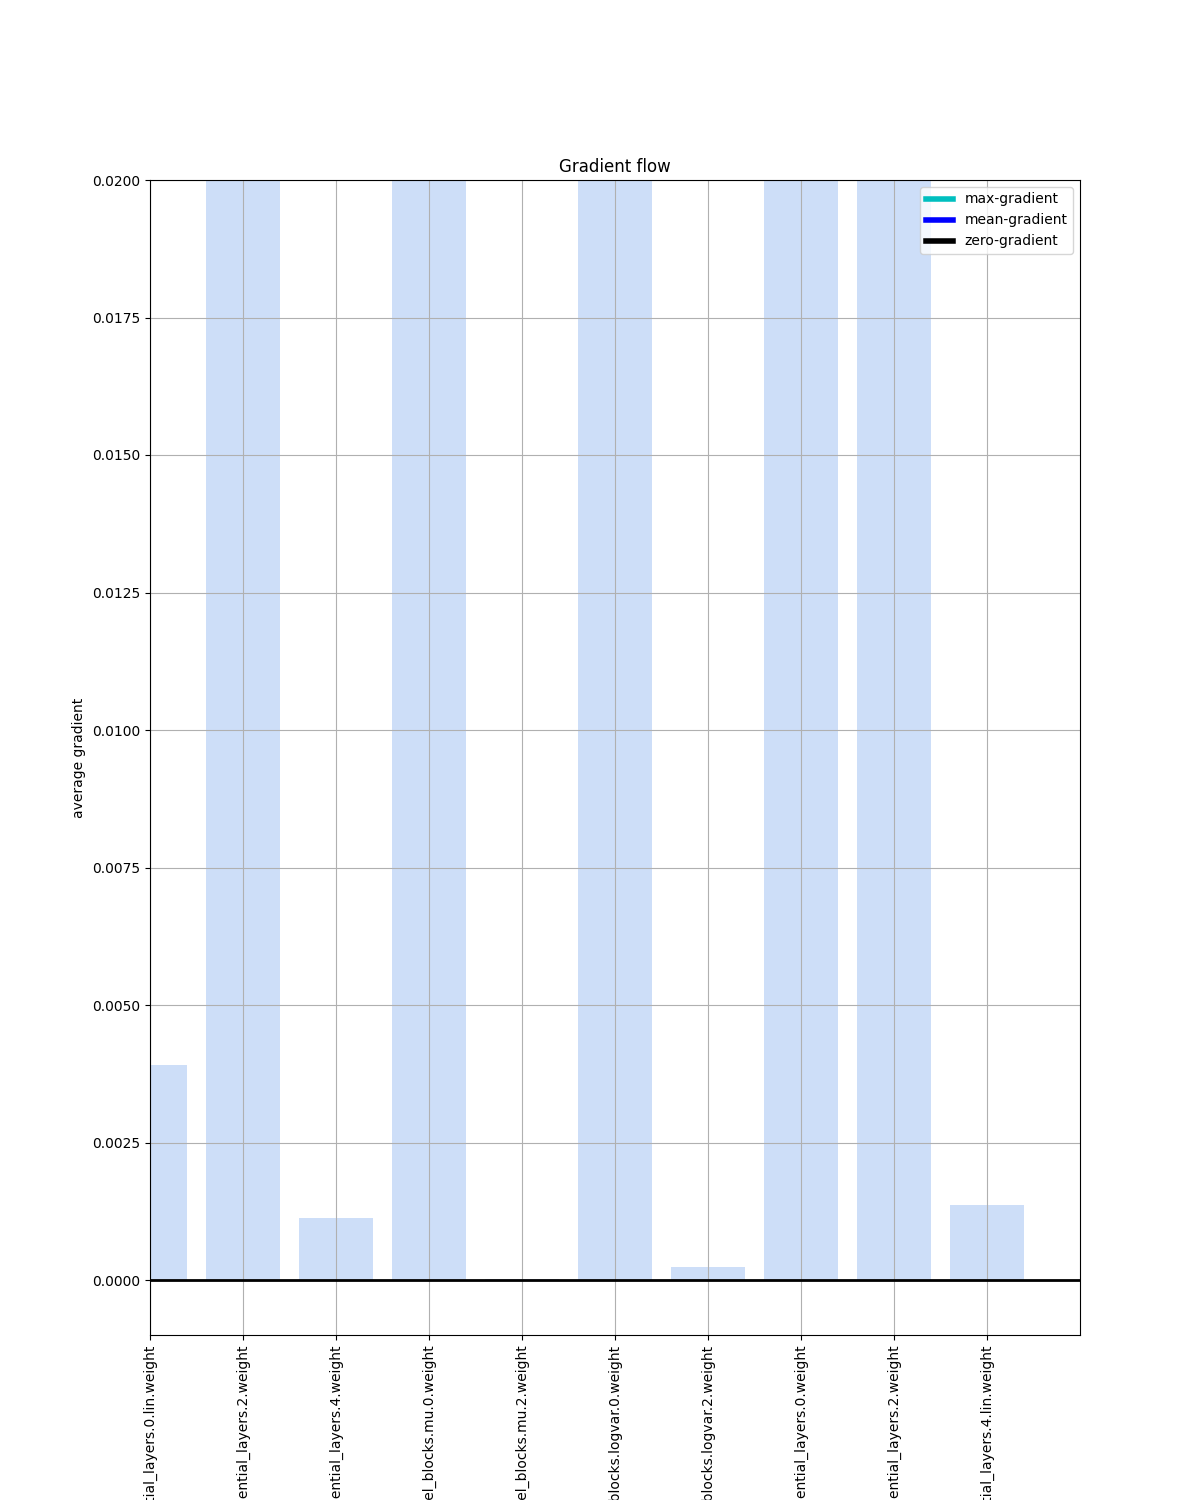 Gradient flow
max-gradient
mean-gradient
zero-gradient
0.0200
0.0175
0.0150
0.0125
0.0100
0.0075
0.0050
0.0025
0.0000
average gradient
tial_layers.0.lin.weight
ential_layers.2.weight
ential_layers.4.weight
el_blocks.mu.0.weight
el_blocks.mu.2.weight
blocks.logvar.0.weight
blocks.logvar.2.weight
ential_layers.0.weight
ential_layers.2.weight
tial_layers.4.lin.weight